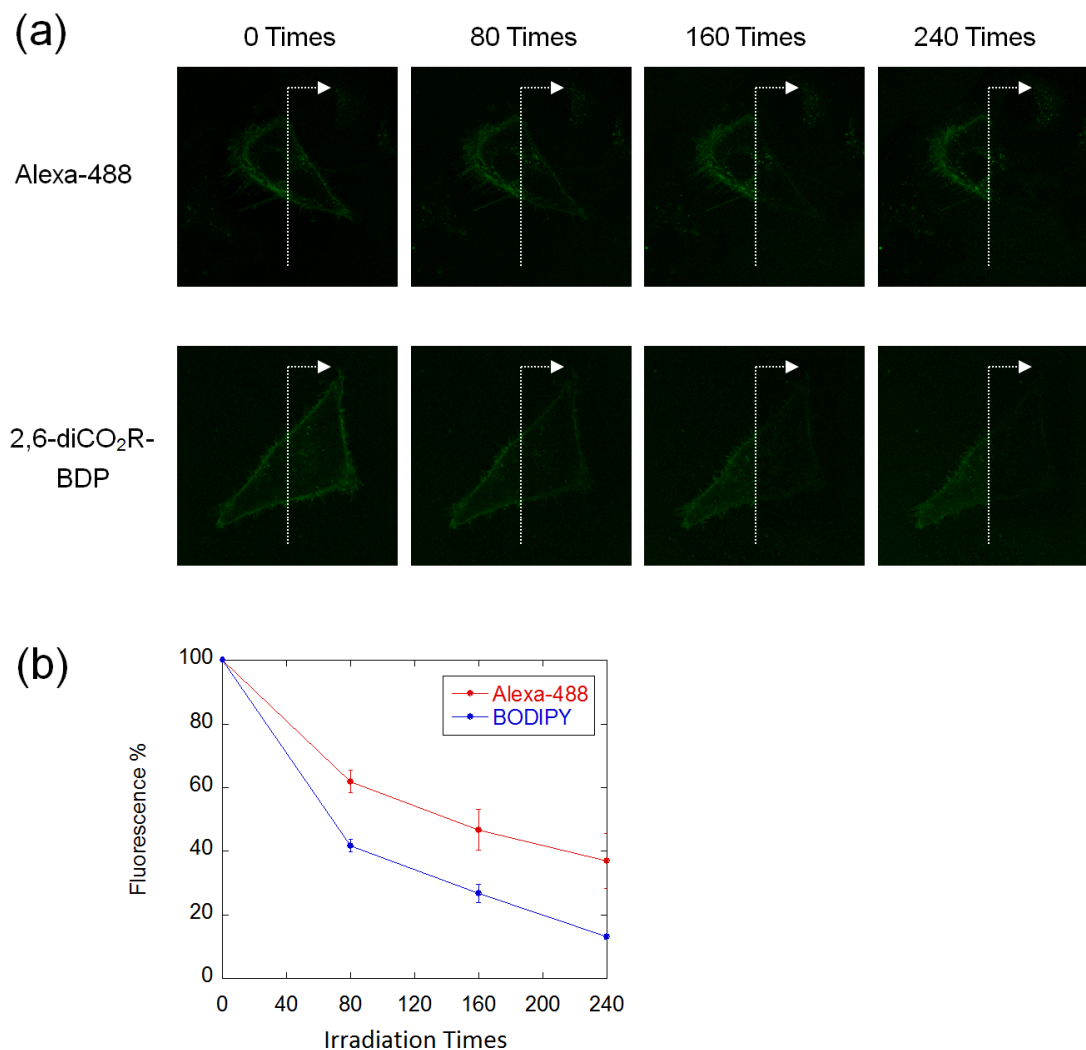 (a)
0 Times
80 Times
160 Times
240 Times
Alexa-488
2,6-diCO₂R-
BDP
(b)
100
80
60
40
20
0
Fluorescence %
Alexa-488
BODIPY
0
40
80
120
160
200
240
Irradiation Times